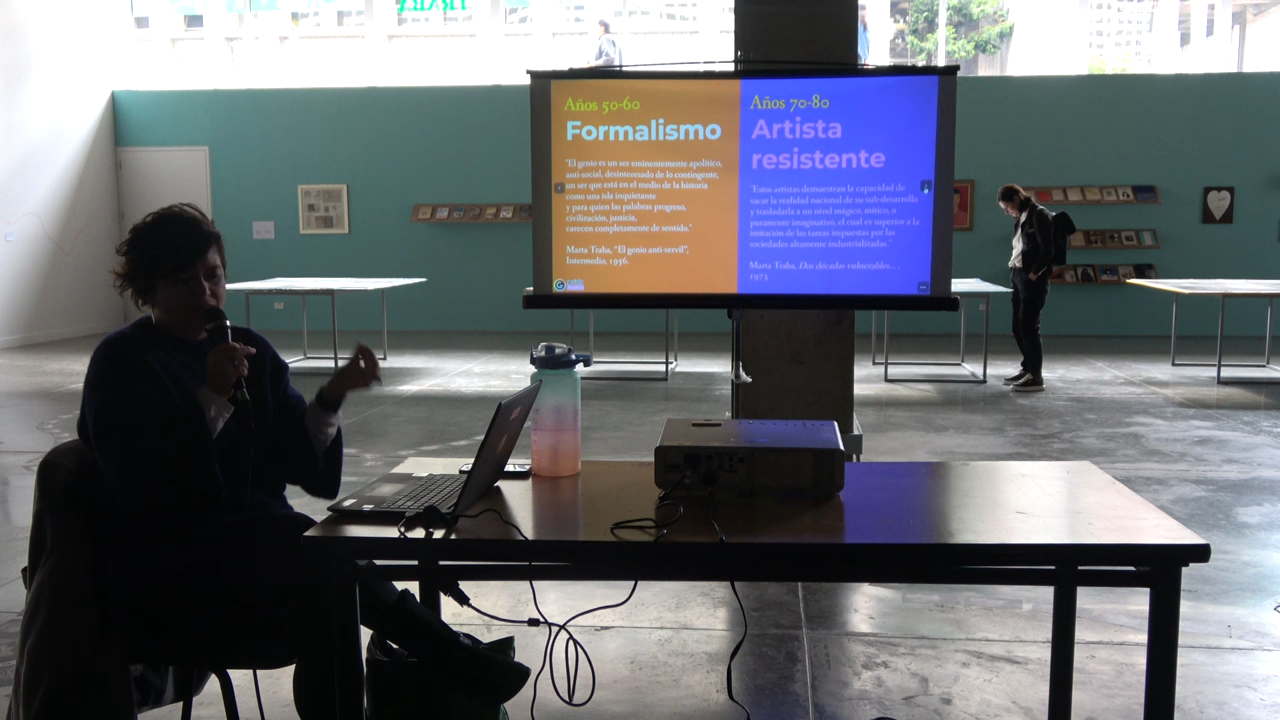 Años 50-60
Formalismo
"El genio es un ser eminentemente apolítico,
anti-social, desinteresado de lo contingente,
un ser que está en el medio de la historia
como una isla inquietante
y para quien las palabras progreso,
civilización, justicia,
carecen completamente de sentido."
Marta Traba, "El genio anti-servil",
Intermedio, 1956.
Años 70-80
Artista
resistente
"Estos artistas demuestran la capacidad de
sacar la realidad nacional de su sub-desarrollo
y trasladarla a un nivel mágico, mítico, o
puramente imaginativo, el cual es superior a la
imitación de las tareas impuestas por las
sociedades altamente industrializadas."
Marta Traba, Dos décadas vulnerables... ,
1973